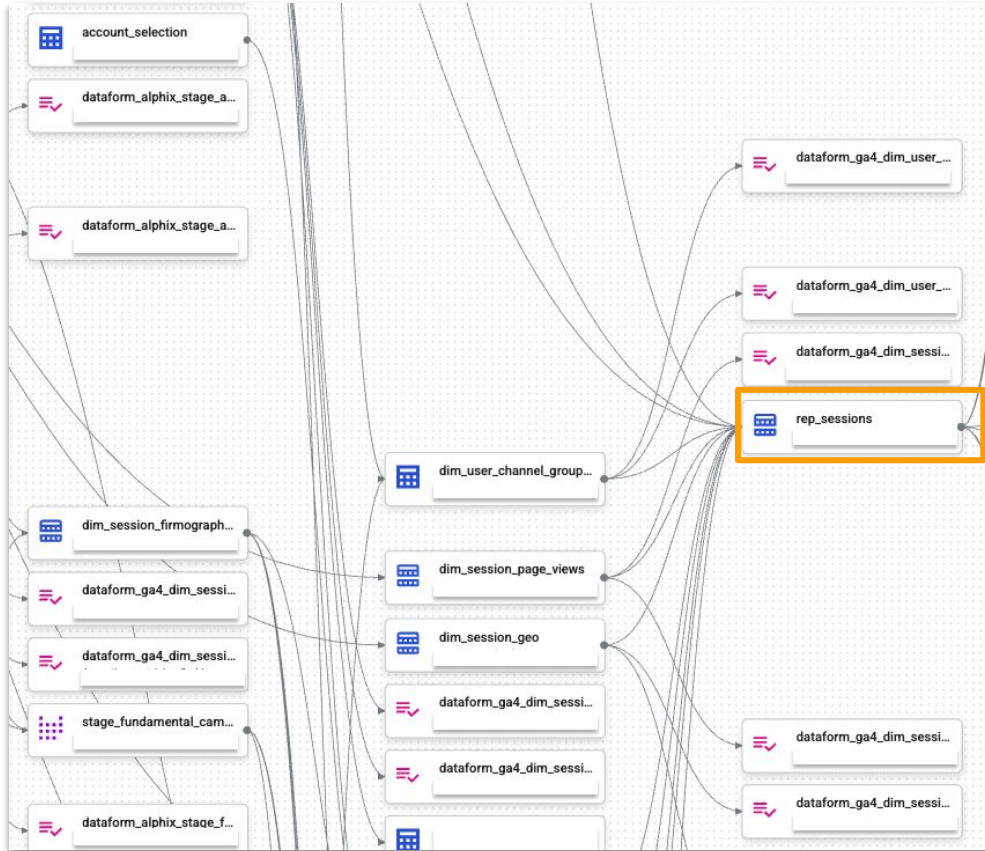 account_selection
dataform_alphix_stage_a...
dataform_alphix_stage_a...
dim_session_firmograph...
dataform_ga4_dim_sessi...
dataform_ga4_dim_sessi...
stage_fundamental_cam...
dataform_alphix_stage_f...
dim_user_channel_group...
dim_session_page_views
dim_session_geo
dataform_ga4_dim_sessi...
dataform_ga4_dim_sessi...
dataform_ga4_dim_user_...
dataform_ga4_dim_user_...
dataform_ga4_dim_sessi...
rep_sessions
dataform_ga4_dim_sessi...
dataform_ga4_dim_sessi...